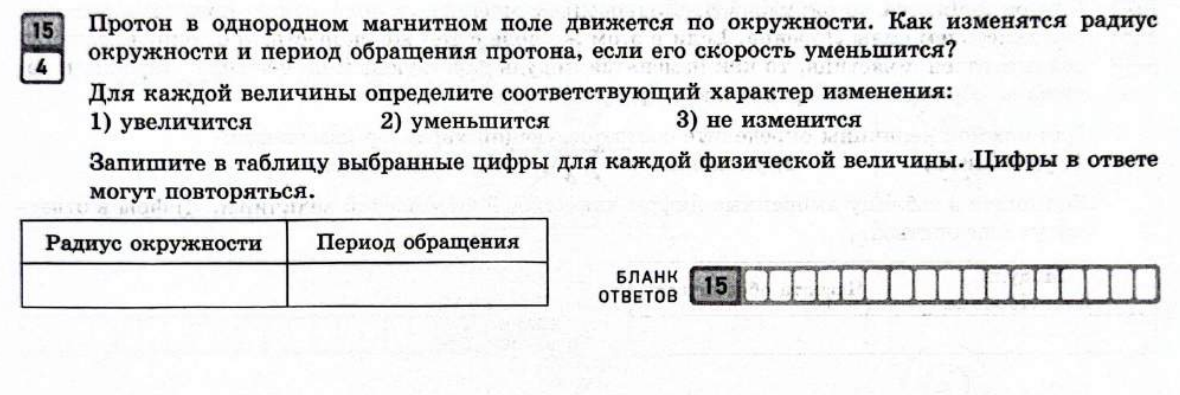 15
4
Протон в однородном магнитном поле движется по окружности. Как изменятся радиус
окружности и период обращения протона, если его скорость уменьшится?
Для каждой величины определите соответствующий характер изменения:
1) увеличится 2) уменьшится 3) не изменится
Запишите в таблицу выбранные цифры для каждой физической величины. Цифры в ответе
могут повторяться.
Радиус окружности Период обращения
БЛАНК
ОТВЕТОВ 15